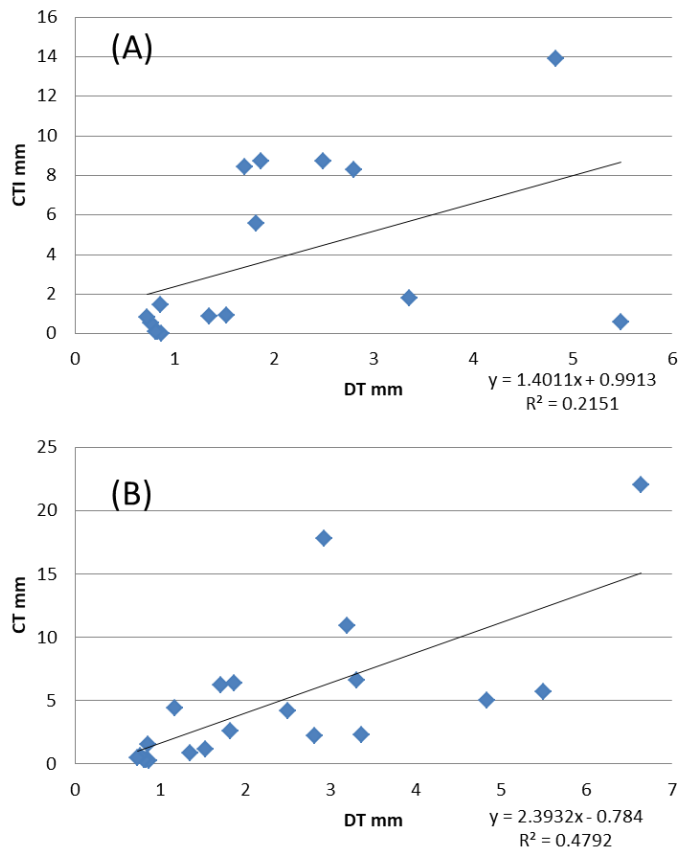 (A)
16
14
12
10
8
6
4
2
0
CTI mm
0 1 2 3 4 5 6
DT mm
y = 1.4011x + 0.9913
R² = 0.2151
(B)
25
20
15
10
5
0
CT mm
0 1 2 3 4 5 6 7
DT mm
y = 2.3932x - 0.784
R² = 0.4792